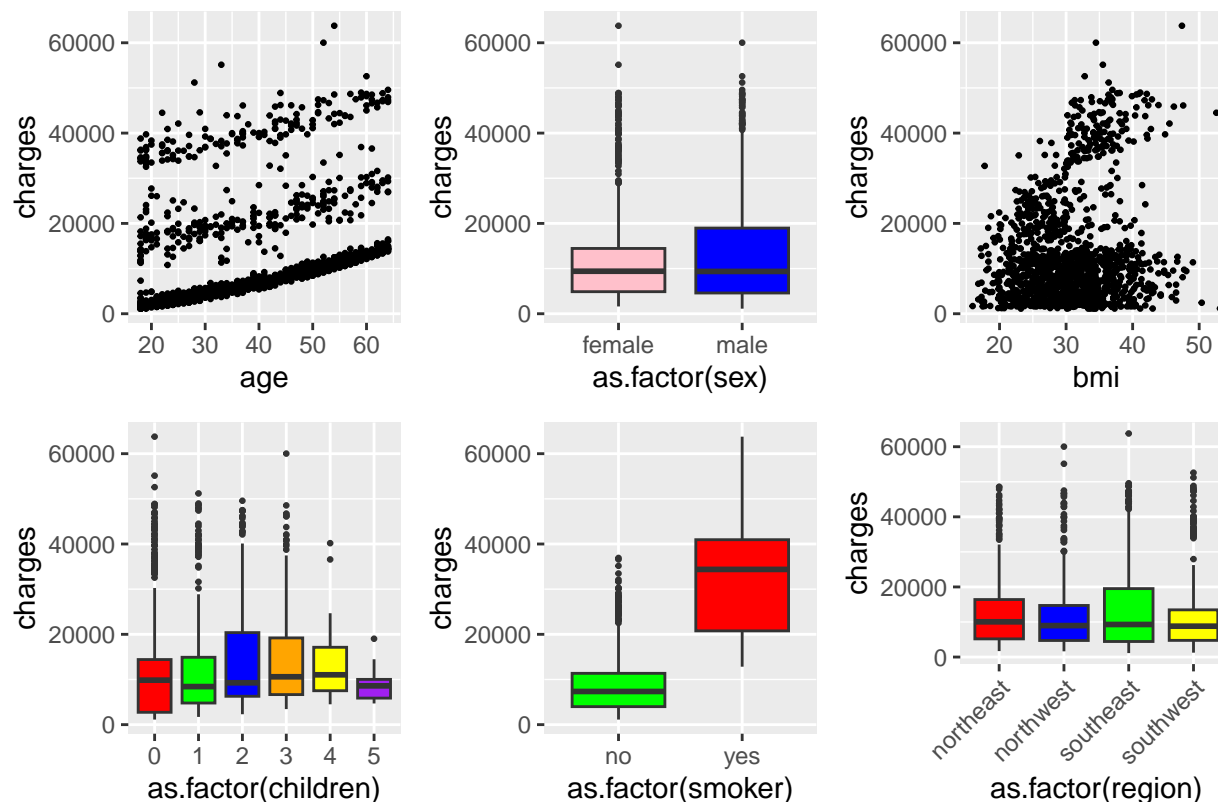 charges
60000
40000
20000
0
20 30 40 50 60
age
charges
60000
40000
20000
0
female male
as.factor(sex)
charges
60000
40000
20000
0
20 30 40 50
bmi
charges
60000
40000
20000
0
0 1 2 3 4 5
as.factor(children)
charges
60000
40000
20000
0
no yes
as.factor(smoker)
charges
60000
40000
20000
0
northeast northwest southeast southwest
as.factor(region)